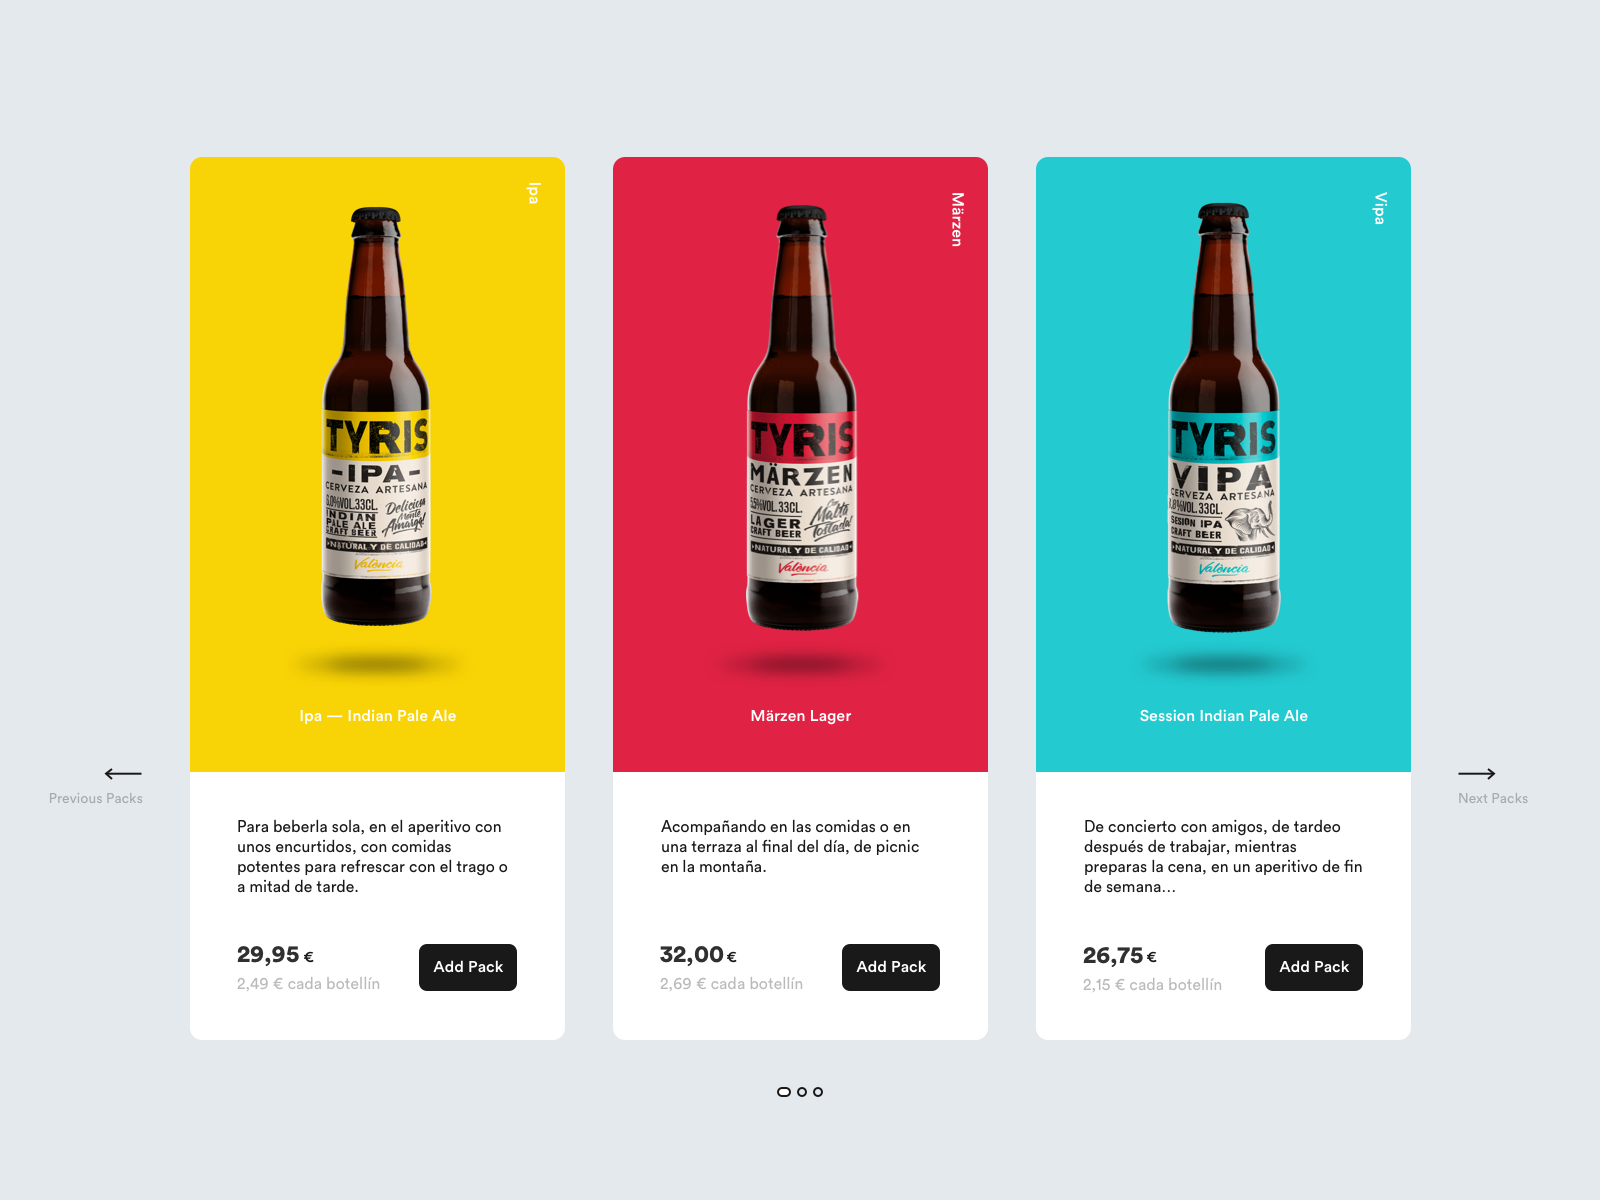 Ipa
TYRIS
-IPA-
CERVEZA ARTESANA
6,0%VOL.33CL.
INDIAN
PALE ALE
CRAFT BEER
Deliciosa
Monte
Amarga!
NATURAL Y DE CALIDAD
València
Ipa — Indian Pale Ale
Para beberla sola, en el aperitivo con
unos encurtidos, con comidas
potentes para refrescar con el trago o
a mitad de tarde.
29,95 €
2,49 € cada botellín
Add Pack
Märzen
TYRIS
MÄRZEN
CERVEZA ARTESANA
5,5%VOL.33CL.
LAGER
CRAFT BEER
Con
Malta
Tostada!
NATURAL Y DE CALIDAD
València
Märzen Lager
Acompañando en las comidas o en
una terraza al final del día, de picnic
en la montaña.
32,00 €
2,69 € cada botellín
Add Pack
Vipa
TYRIS
VIPA
CERVEZA ARTESANA
VOL.33CL.
SESION IPA
CRAFT BEER
NATURAL Y DE CALIDAD
València
Session Indian Pale Ale
De concierto con amigos, de tardeo
después de trabajar, mientras
preparas la cena, en un aperitivo de fin
de semana...
26,75 €
2,15 € cada botellín
Add Pack
Previous Packs
Next Packs